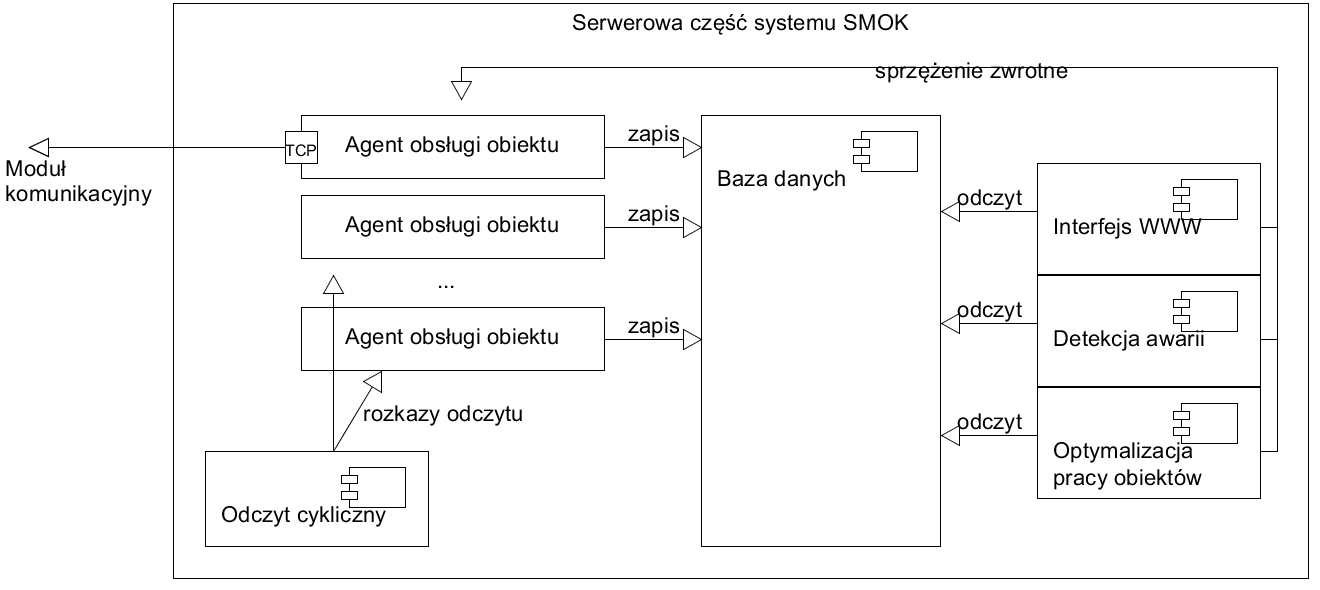 Serwerowa część systemu SMOK
sprzężenie zwrotne
TCP
Agent obsługi obiektu
zapis
Moduł
komunikacyjny
Baza danych
Agent obsługi obiektu
zapis
odczyt
Interfejs WWW
...
Agent obsługi obiektu
zapis
odczyt
Detekcja awarii
rozkazy odczytu
odczyt
Optymalizacja
pracy obiektów
Odczyt cykliczny